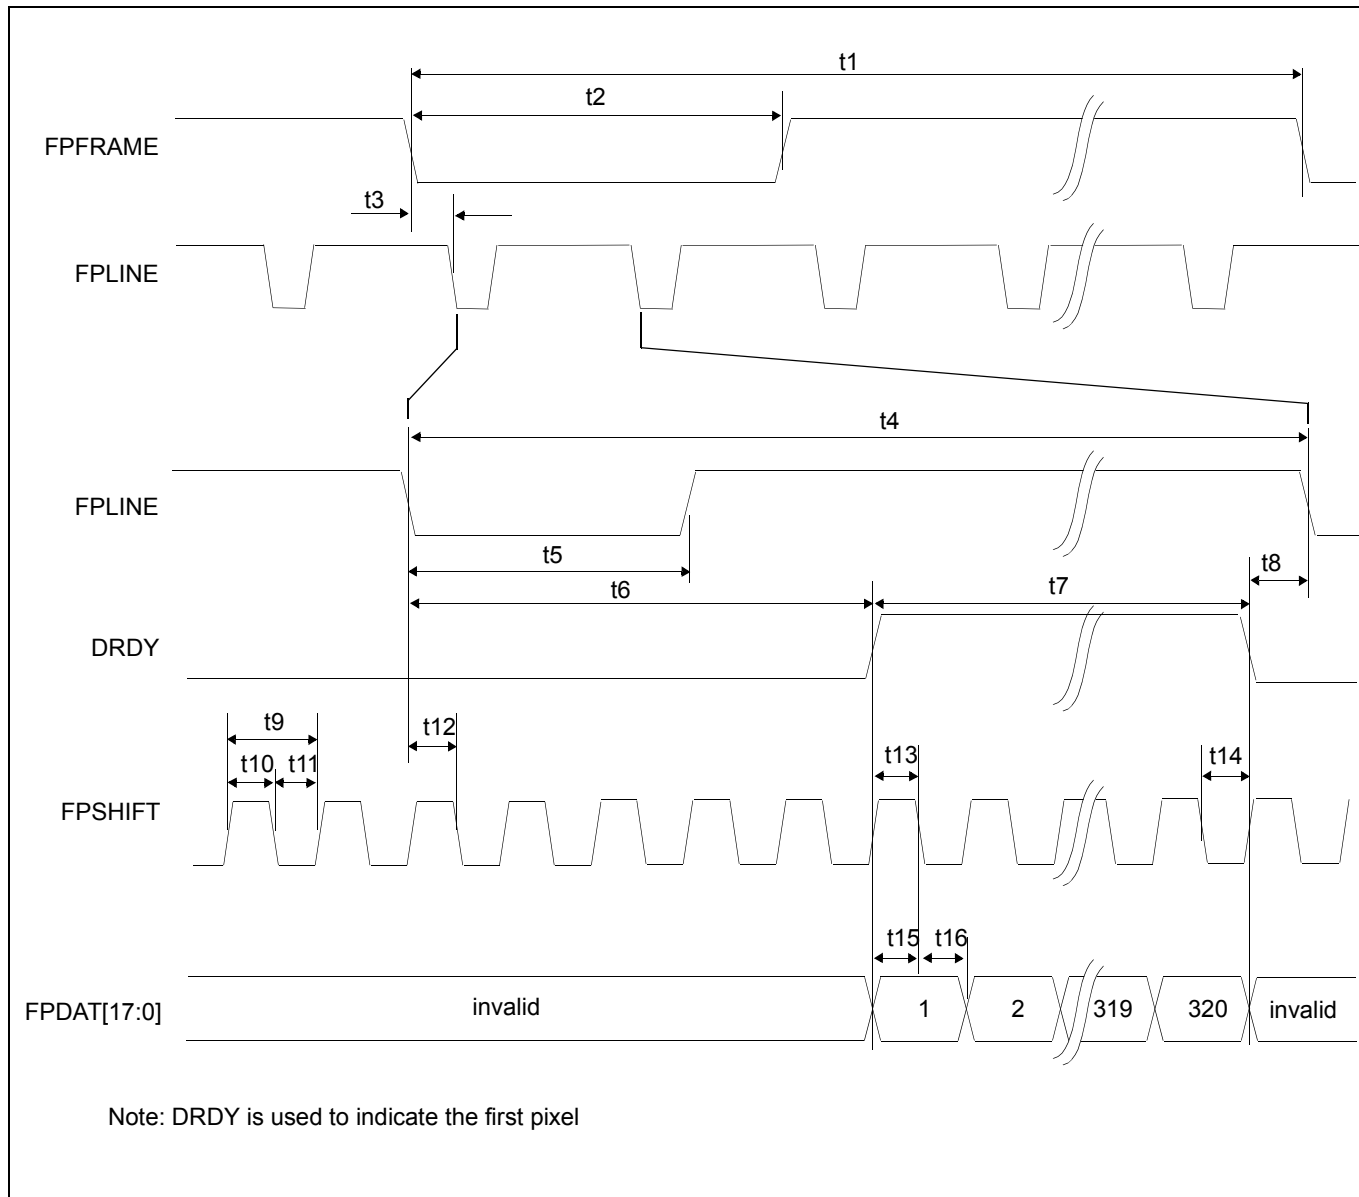 t1
t2
FPFRAME
t3
FPLINE
t4
FPLINE
t5
t8
t6
t7
DRDY
t9
t12
t10
t11
t13
t14
FPSHIFT
t15
t16
FPDAT[17:0]
invalid
1
2
319
320
invalid
Note: DRDY is used to indicate the first pixel